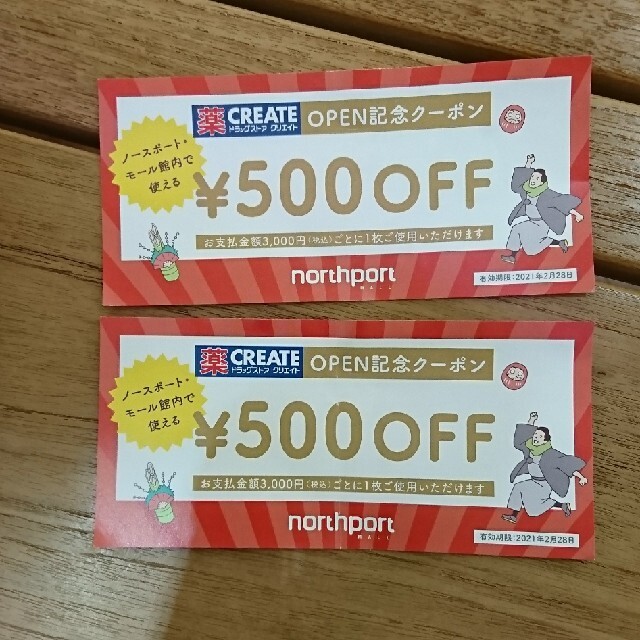 薬 CREATE
ドラッグストア クリエイト
OPEN記念クーポン
ノースポート・
モール館内で
使える
¥500OFF
お支払金額3,000円(税込)ごとに1枚ご使用いただけます
northport
MALL
有効期限:2021年2月28日
薬 CREATE
ドラッグストア クリエイト
OPEN記念クーポン
ノースポート・
モール館内で
使える
¥500OFF
お支払金額3,000円(税込)ごとに1枚ご使用いただけます
northport
MALL
有効期限:2021年2月28日